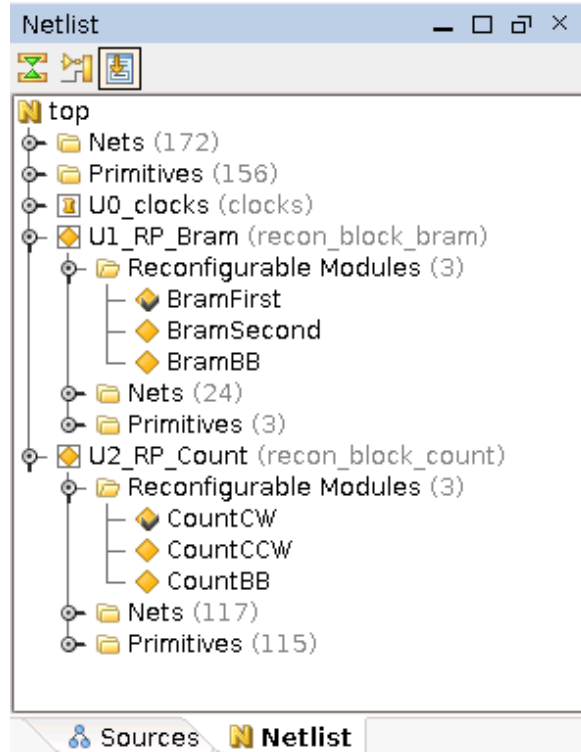 Netlist
top
Nets (172)
Primitives (156)
U0_clocks (clocks)
U1_RP_Bram (recon_block_bram)
Reconfigurable Modules (3)
BramFirst
BramSecond
BramBB
Nets (24)
Primitives (3)
U2_RP_Count (recon_block_count)
Reconfigurable Modules (3)
CountCW
CountCCW
CountBB
Nets (117)
Primitives (115)
Sources Netlist